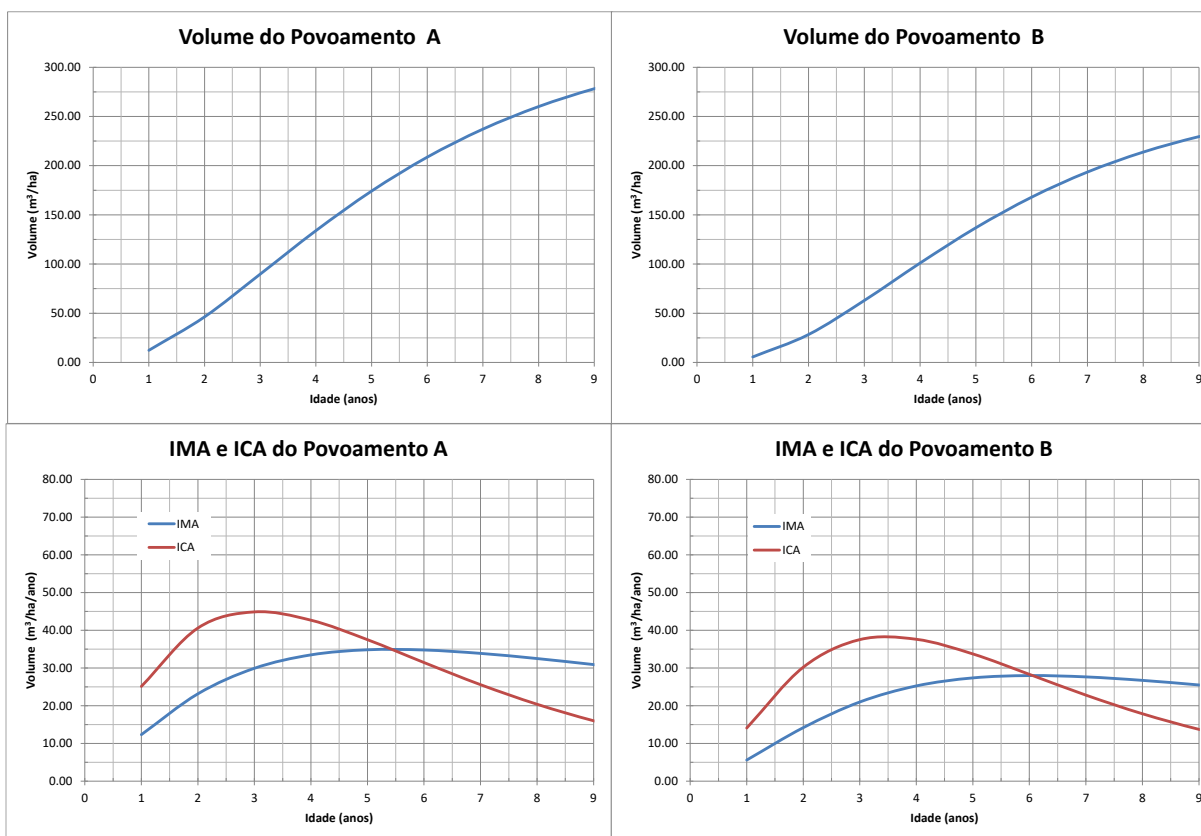 Volume do Povoamento A
300.00
250.00
200.00
150.00
100.00
50.00
0.00
Volume (m³/ha)
0 1 2 3 4 5 6 7 8 9
Idade (anos)
Volume do Povoamento B
300.00
250.00
200.00
150.00
100.00
50.00
0.00
Volume (m³/ha)
0 1 2 3 4 5 6 7 8 9
Idade (anos)
IMA e ICA do Povoamento A
80.00
70.00
60.00
50.00
40.00
30.00
20.00
10.00
0.00
Volume (m³/ha/ano)
IMA
ICA
0 1 2 3 4 5 6 7 8 9
Idade (anos)
IMA e ICA do Povoamento B
80.00
70.00
60.00
50.00
40.00
30.00
20.00
10.00
0.00
Volume (m³/ha/ano)
IMA
ICA
0 1 2 3 4 5 6 7 8 9
Idade (anos)